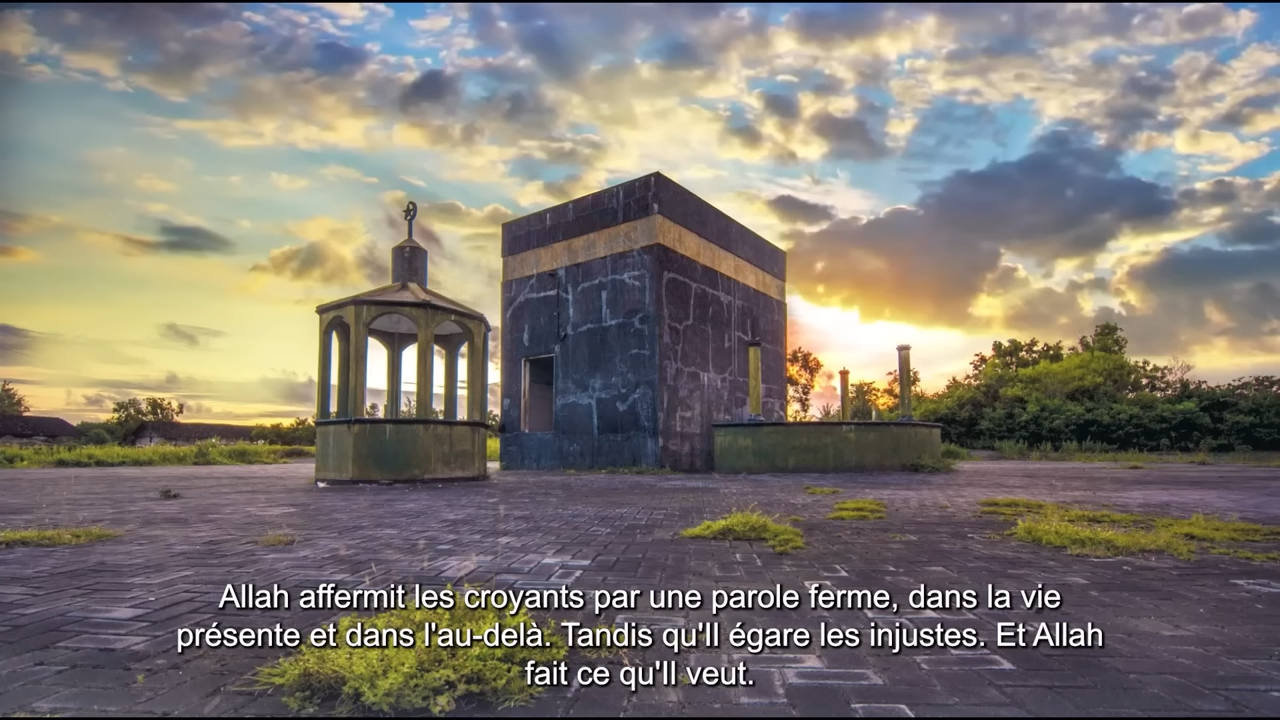 Allah affermit les croyants par une parole ferme, dans la vie
présente et dans l'au-delà. Tandis qu'Il égare les injustes. Et Allah
fait ce qu'Il veut.